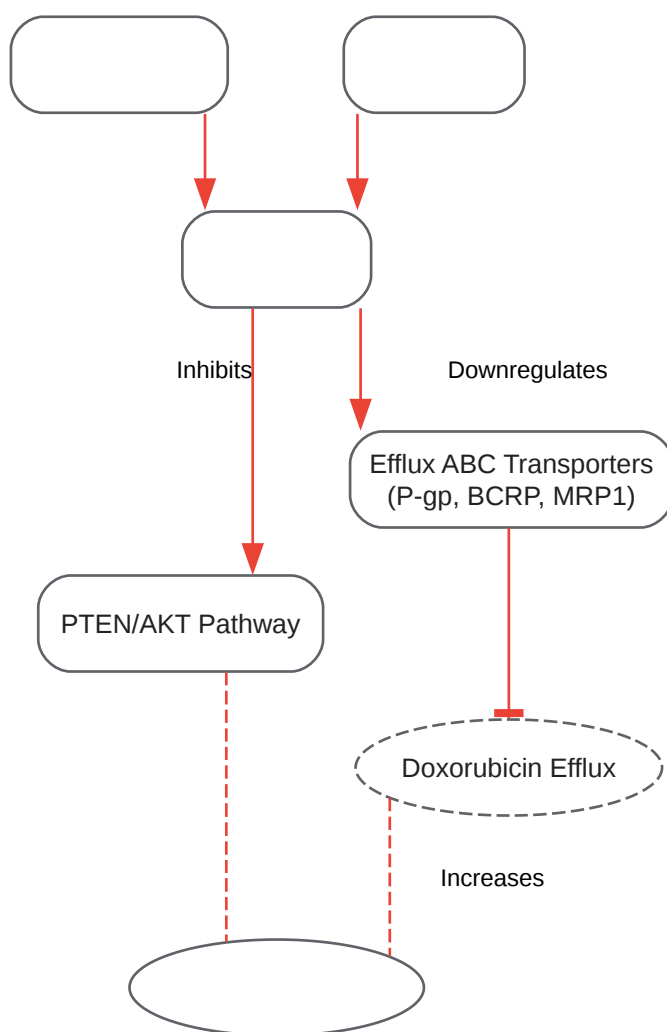 Inhibits
Downregulates
Efflux ABC Transporters
(P-gp, BCRP, MRP1)
PTEN/AKT Pathway
Doxorubicin Efflux
Increases